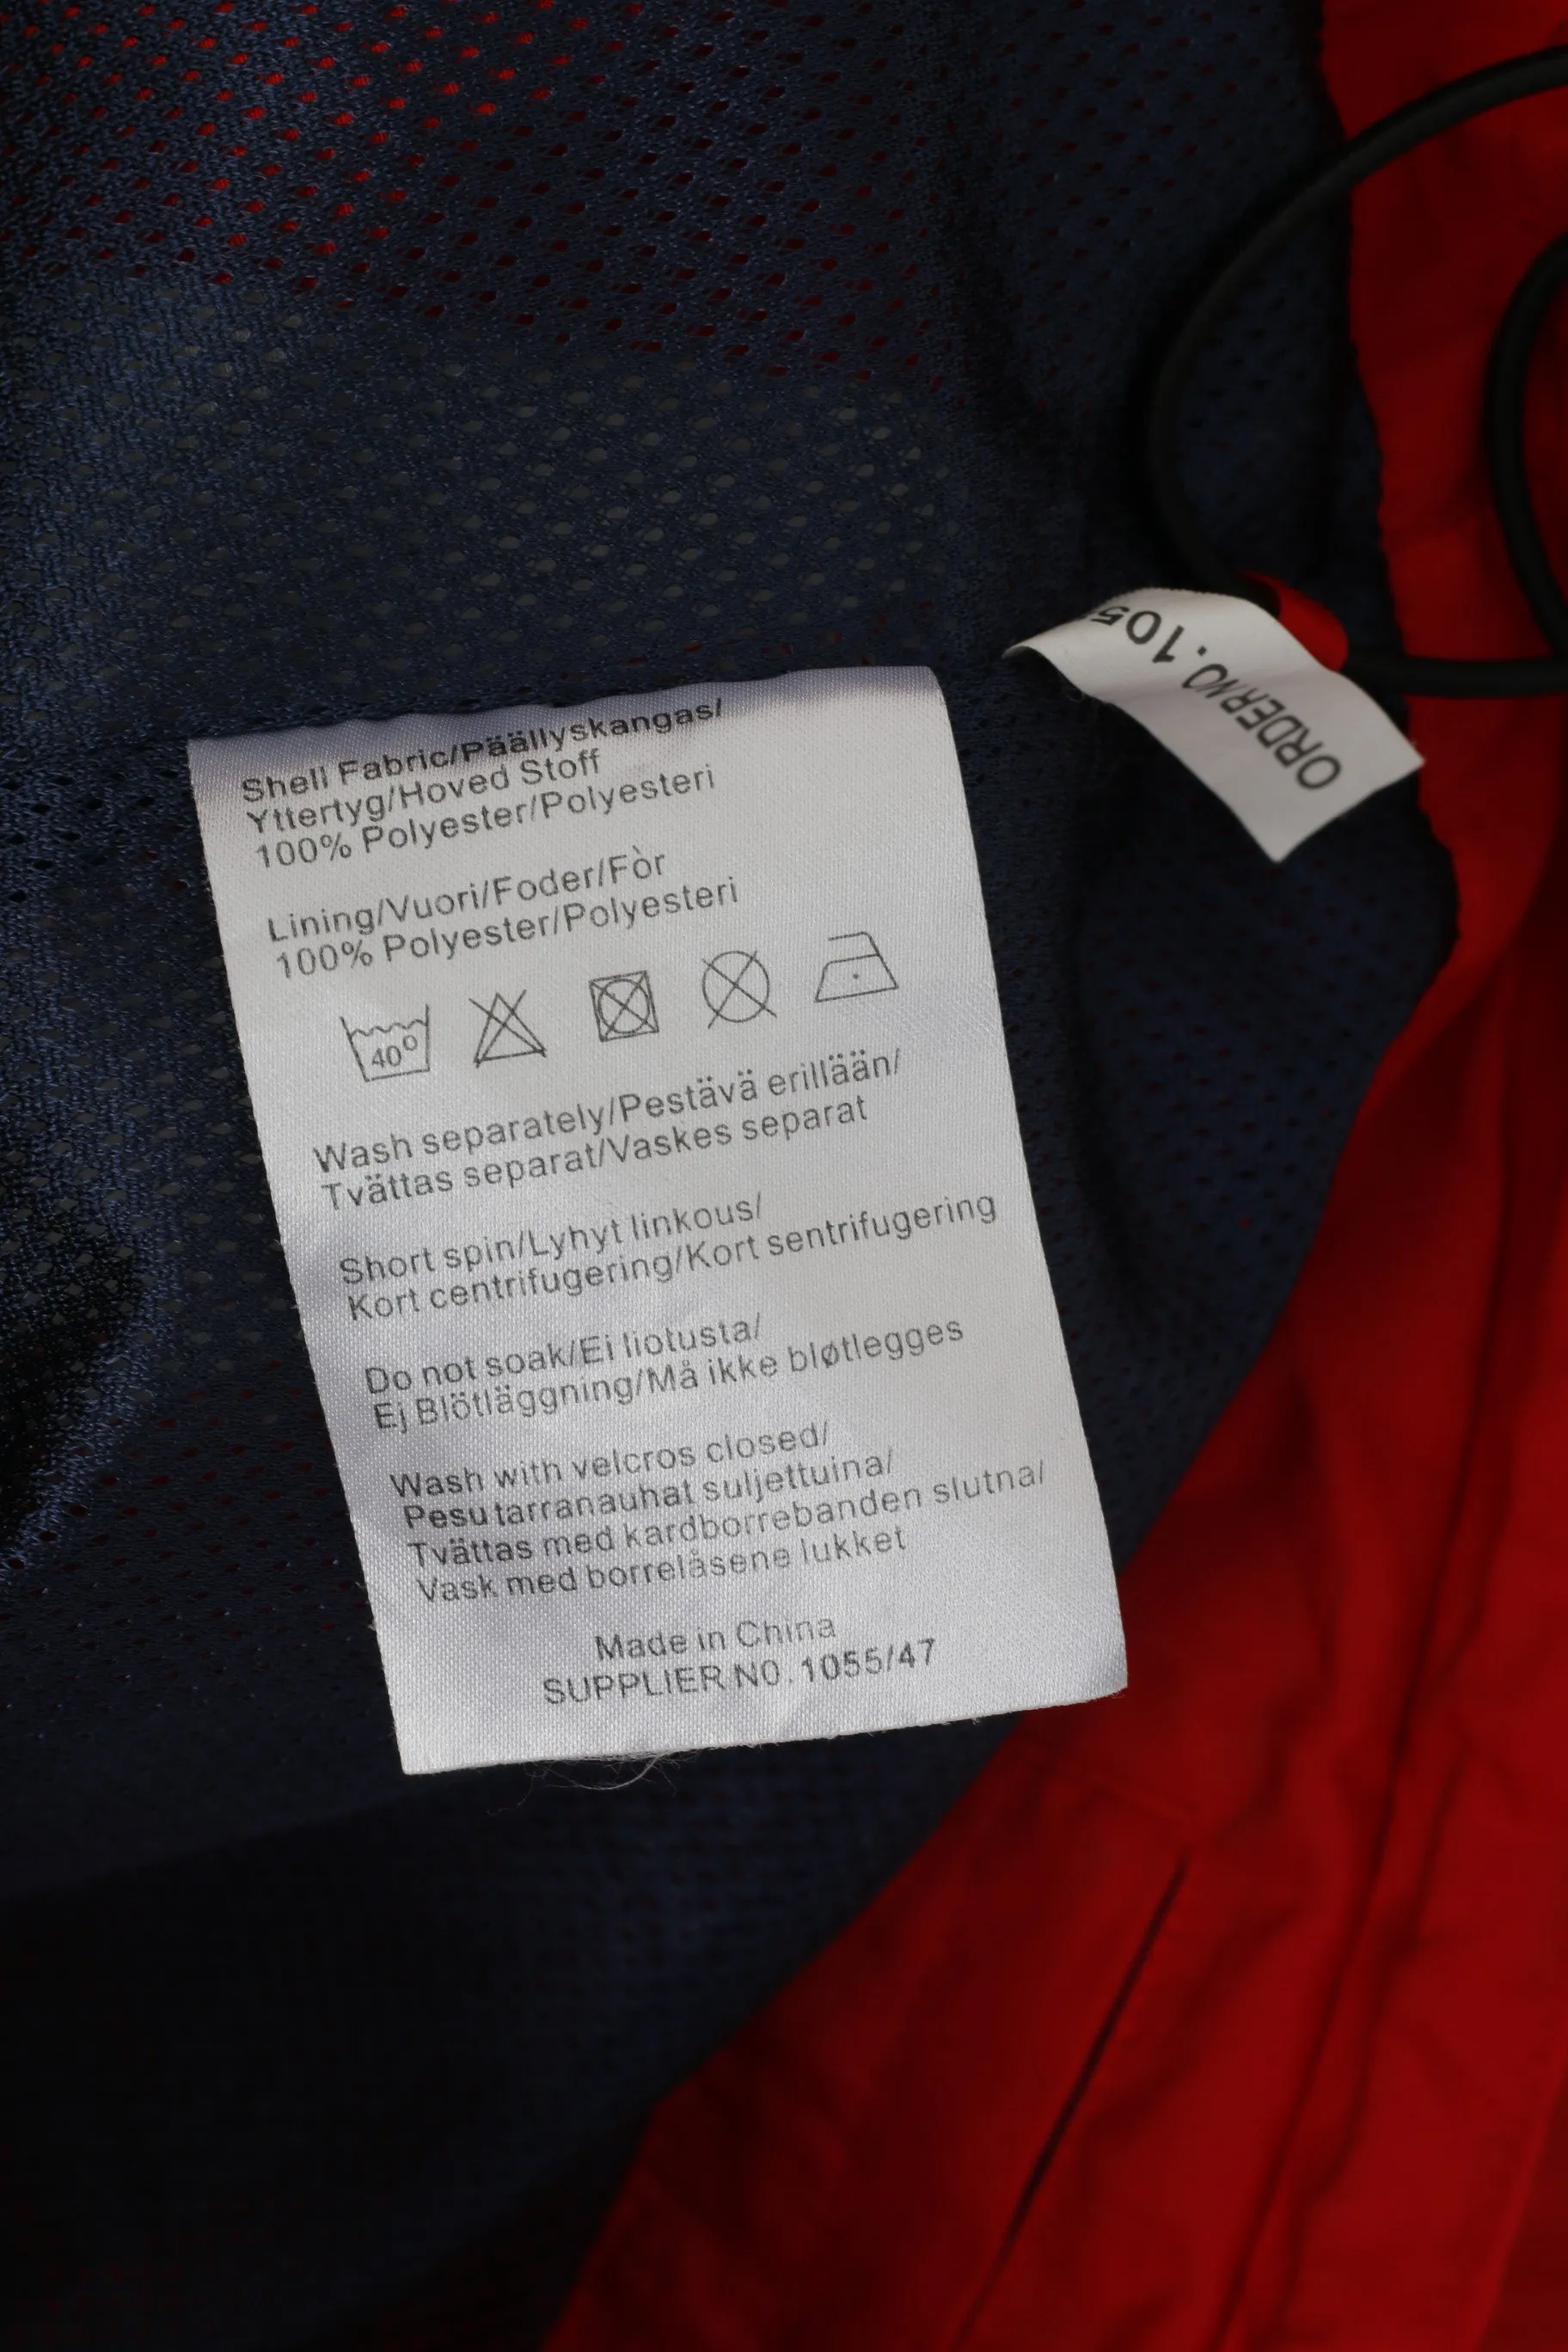 Shell Fabric/Päällyskangas/
Yttertyg/Hoved Stoff
100% Polyester/Polyesteri
Lining/Vuori/Foder/Fòr
100% Polyester/Polyesteri
40°
Wash separately/Pestävä erillään/
Tvättas separat/Vaskes separat
Short spin/Lyhyt linkous/
Kort centrifugering/Kort sentrifugering
Do not soak/Ei liotusta/
Ej Blötläggning/Må ikke bløtlegges
Wash with velcros closed/
Pesu tarranauhat suljettuina/
Tvättas med kardborrebanden slutna/
Vask med borrelåsene lukket
Made in China
SUPPLIER NO. 1055/47
ORDER NO.